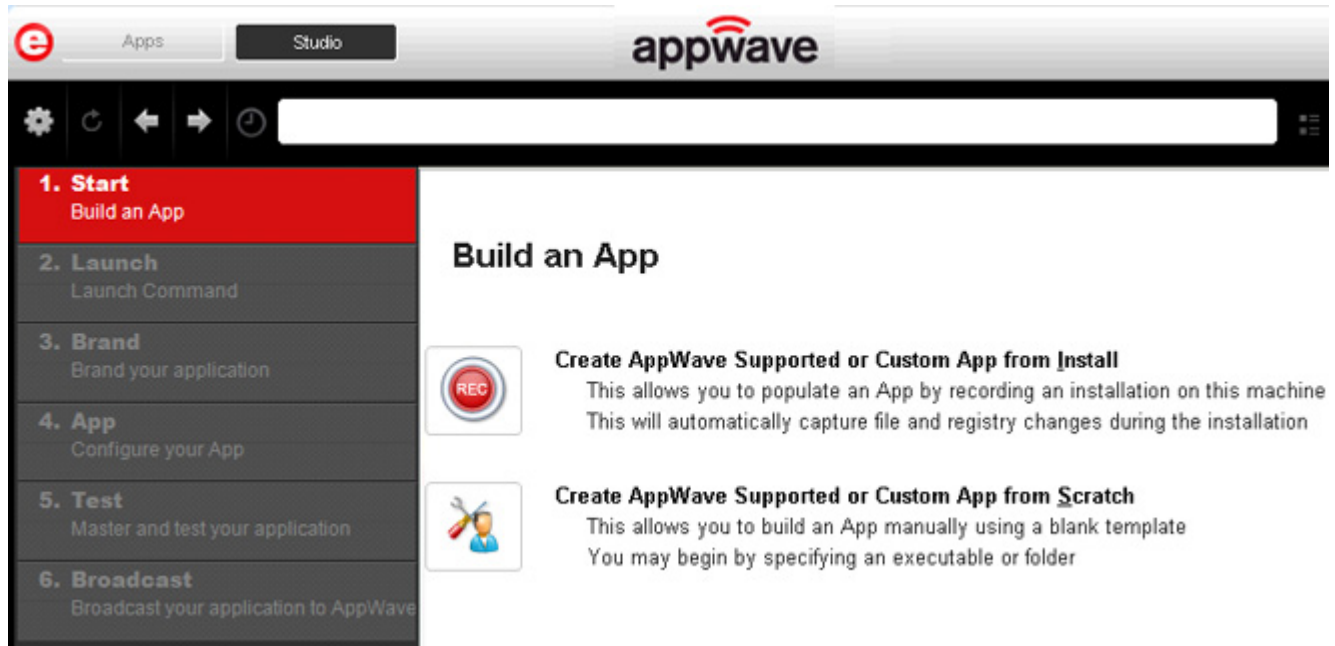 e
Apps
Studio
appwave
1. Start
Build an App
2. Launch
Launch Command
3. Brand
Brand your application
4. App
Configure your App
5. Test
Master and test your application
6. Broadcast
Broadcast your application to AppWave
Build an App
REC
Create AppWave Supported or Custom App from Install
This allows you to populate an App by recording an installation on this machine
This will automatically capture file and registry changes during the installation
Create AppWave Supported or Custom App from Scratch
This allows you to build an App manually using a blank template
You may begin by specifying an executable or folder